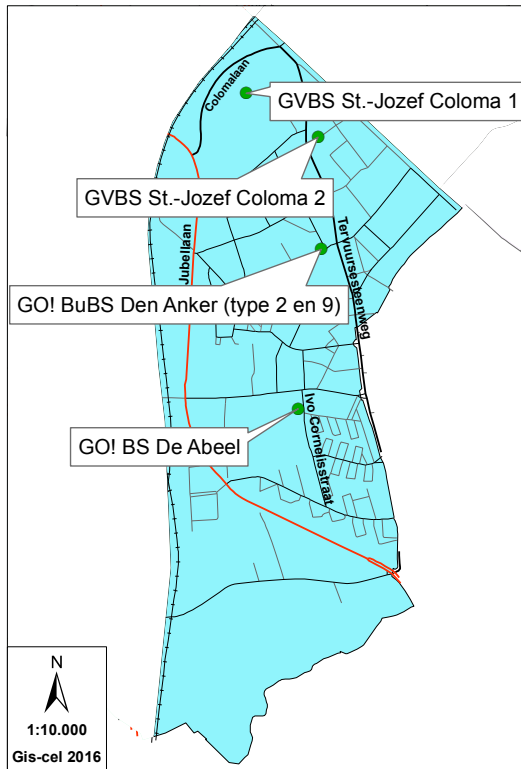 Colomalaan
GVBS St.-Jozef Coloma 1
GVBS St.-Jozef Coloma 2
Tervuursesteenweg
Jubellaan
GO! BuBS Den Anker (type 2 en 9)
Ivo Cornelisstraat
GO! BS De Abeel
N
1:10.000
Gis-cel 2016